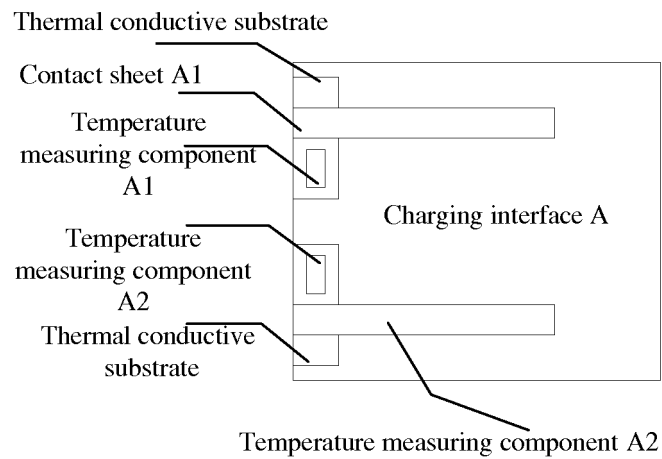 Thermal conductive substrate
Contact sheet A1
Temperature
measuring component
A1
Charging interface A
Temperature
measuring component
A2
Thermal conductive
substrate
Temperature measuring component A2